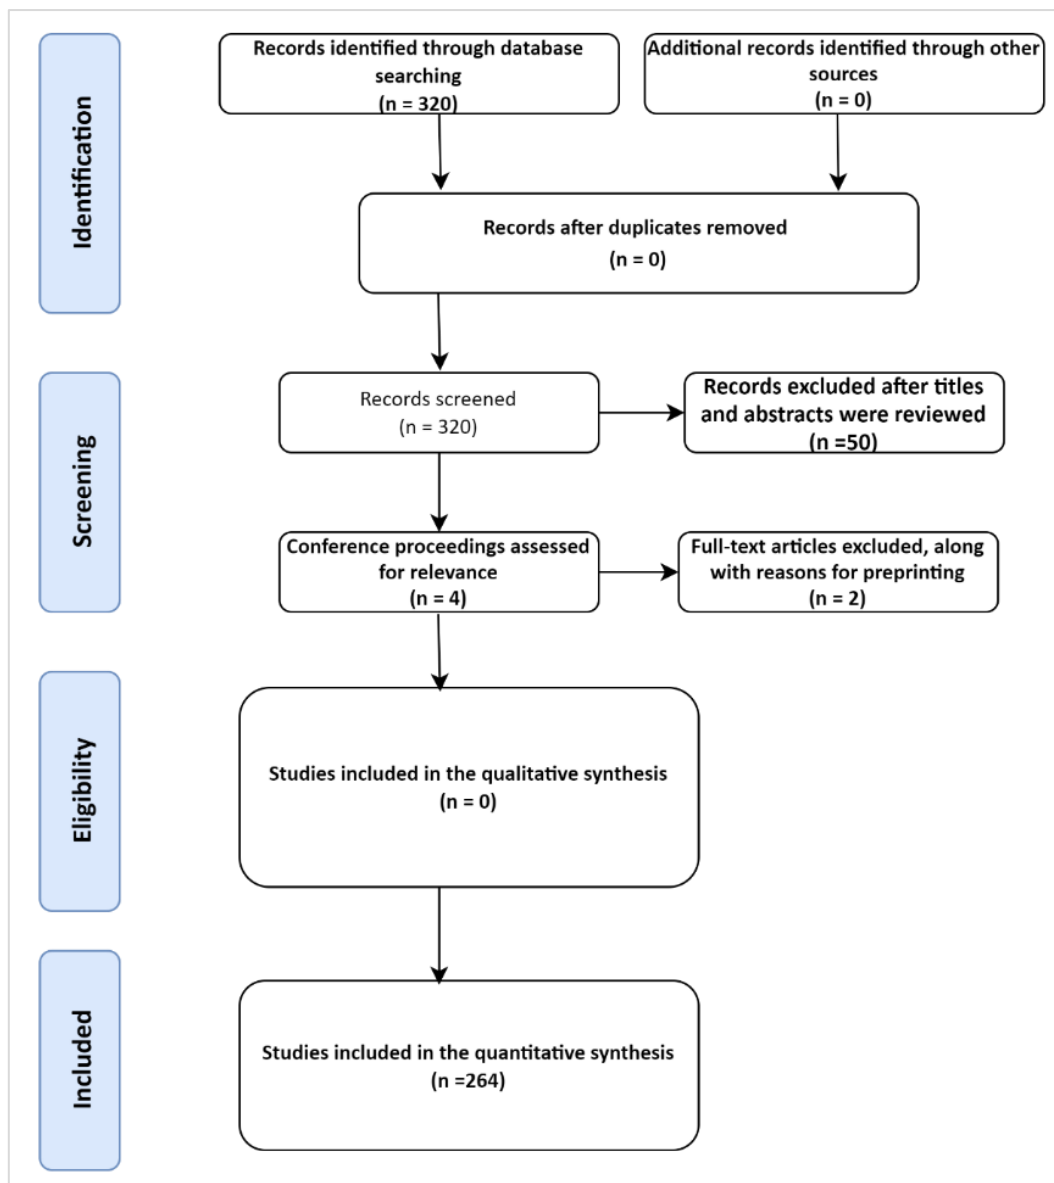 Identification
Records identified through database
searching
(n = 320)
Additional records identified through other
sources
(n = 0)
Records after duplicates removed
(n = 0)
Screening
Records screened
(n = 320)
Records excluded after titles
and abstracts were reviewed
(n =50)
Conference proceedings assessed
for relevance
(n = 4)
Full-text articles excluded, along
with reasons for preprinting
(n = 2)
Eligibility
Studies included in the qualitative synthesis
(n = 0)
Included
Studies included in the quantitative synthesis
(n =264)